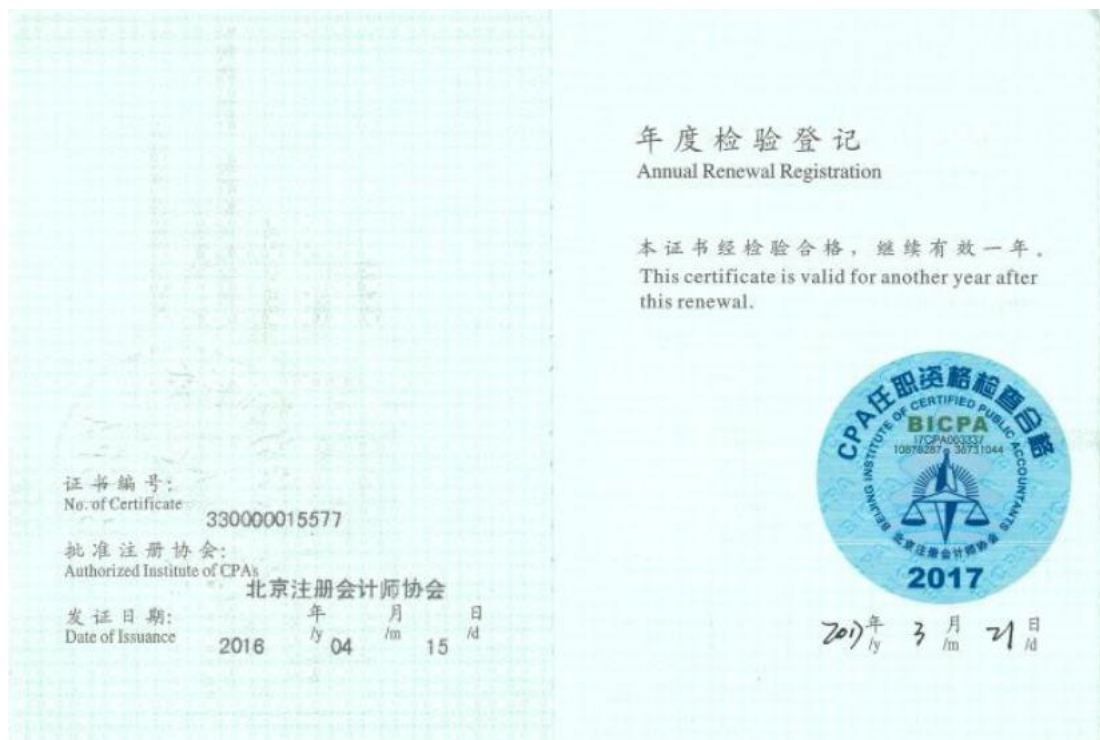 证书编号:
No. of Certificate
330000015577
批准注册协会:
Authorized Institute of CPAs
北京注册会计师协会
发证日期: 年 月 日
Date of Issuance 2016 /y 04 /m 15 /d
年度检验登记
Annual Renewal Registration
本证书经检验合格，继续有效一年。
This certificate is valid for another year after
this renewal.
CPA任职资格检查合格
BEIJING INSTITUTE OF CERTIFIED PUBLIC ACCOUNTANTS
BICPA
17CPA003337
10878287 36731044
北京注册会计师协会
2017
2017年 3月 21日
/y /m /d